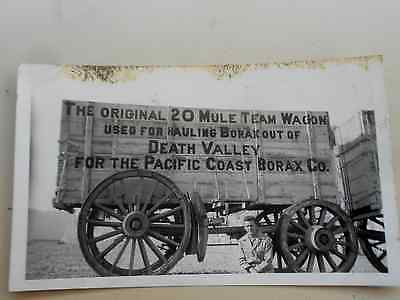 THE ORIGINAL 20 MULE TEAM WAGON
USED FOR HAULING BORAX OUT OF
DEATH VALLEY
FOR THE PACIFIC COAST BORAX CO.